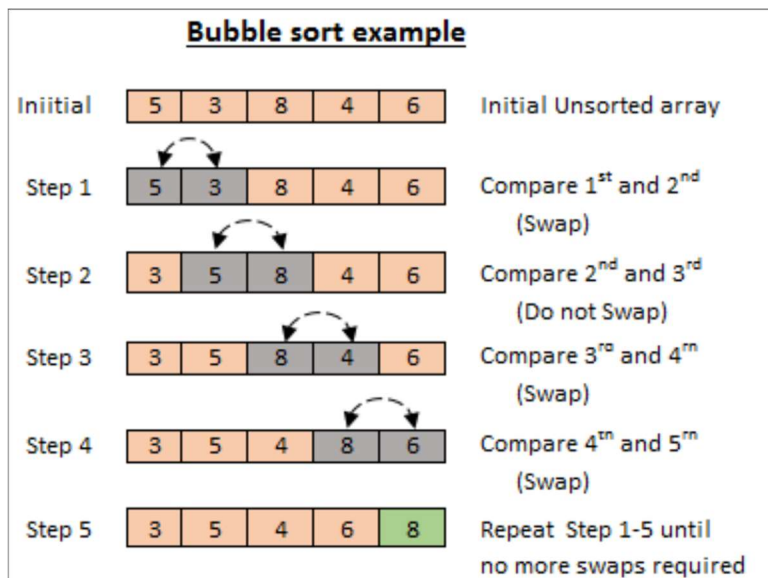 Bubble sort example
Iniitial 5 3 8 4 6 Initial Unsorted array
Step 1 5 3 8 4 6 Compare 1st and 2nd
(Swap)
Step 2 3 5 8 4 6 Compare 2nd and 3rd
(Do not Swap)
Step 3 3 5 8 4 6 Compare 3rd and 4rn
(Swap)
Step 4 3 5 4 8 6 Compare 4tn and 5rn
(Swap)
Step 5 3 5 4 6 8 Repeat Step 1-5 until
no more swaps required